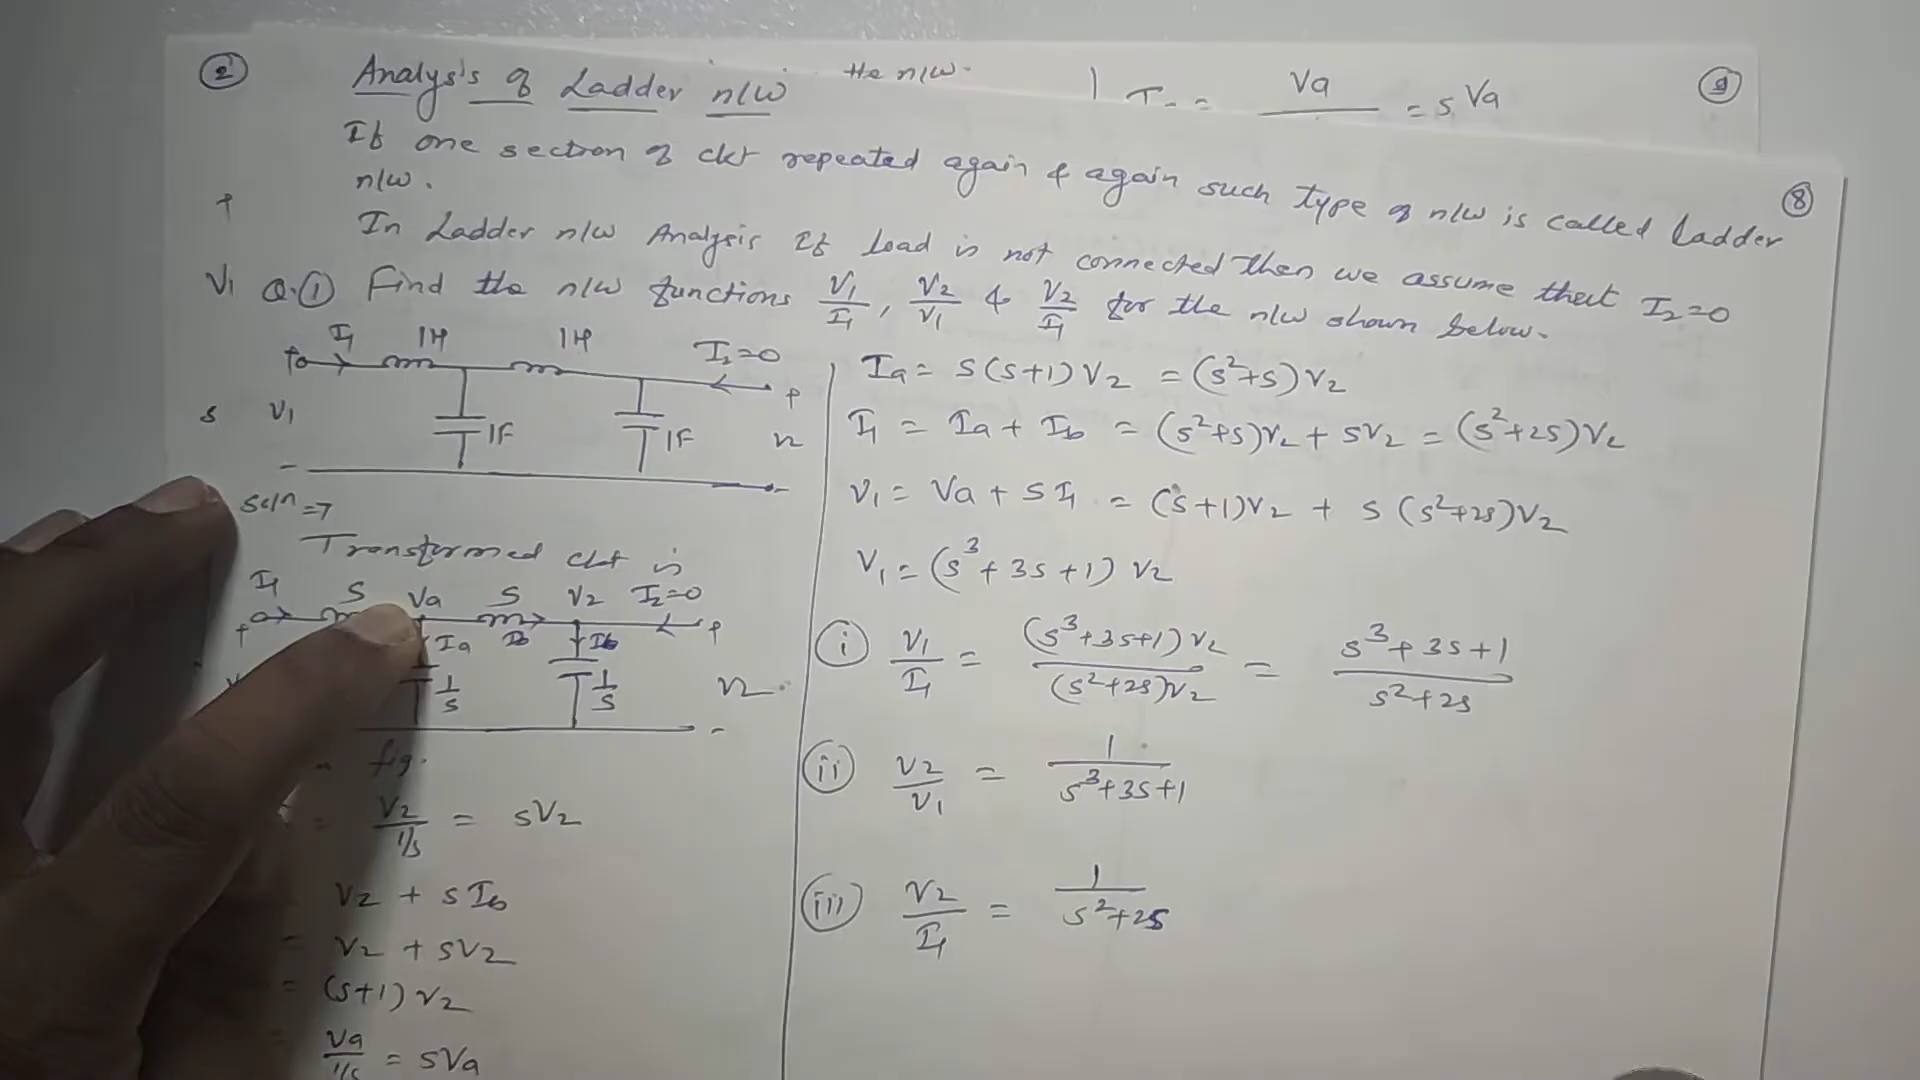 ② Analysis of Ladder n/w the n/w. Va = s Va ⑨
If one section of ckt repeated again & again such type of n/w is called ladder ⑧
n/w.
In Ladder n/w Analysis If Load is not connected then we assume that I2=0
V1 Q.① Find the n/w functions V1/I1, V2/V1 & V2/I1 for the n/w shown below.
I1 1H 1H I2=0
+ +
s V1 1F 1F V2
- -
Soln ⇒
Transformed ckt is
I1 S Va S V2 I2=0
+ Ia Ib Ib +
1/s 1/s V2
-
fig.
= V2/1/s = sV2
V2 + sIb
= V2 + sV2
= (s+1) V2
Va/1/s = sVa
Ia = s(s+1) V2 = (s²+s) V2
I1 = Ia + Ib = (s²+s)V2 + sV2 = (s²+2s) V2
V1 = Va + sI1 = (s+1)V2 + s (s²+2s)V2
V1 = (s³+3s+1) V2
(i) V1/I1 = (s³+3s+1) V2/(s²+2s)V2 = s³+3s+1/s²+2s
(ii) V2/V1 = 1/s³+3s+1
(iii) V2/I1 = 1/s²+2s